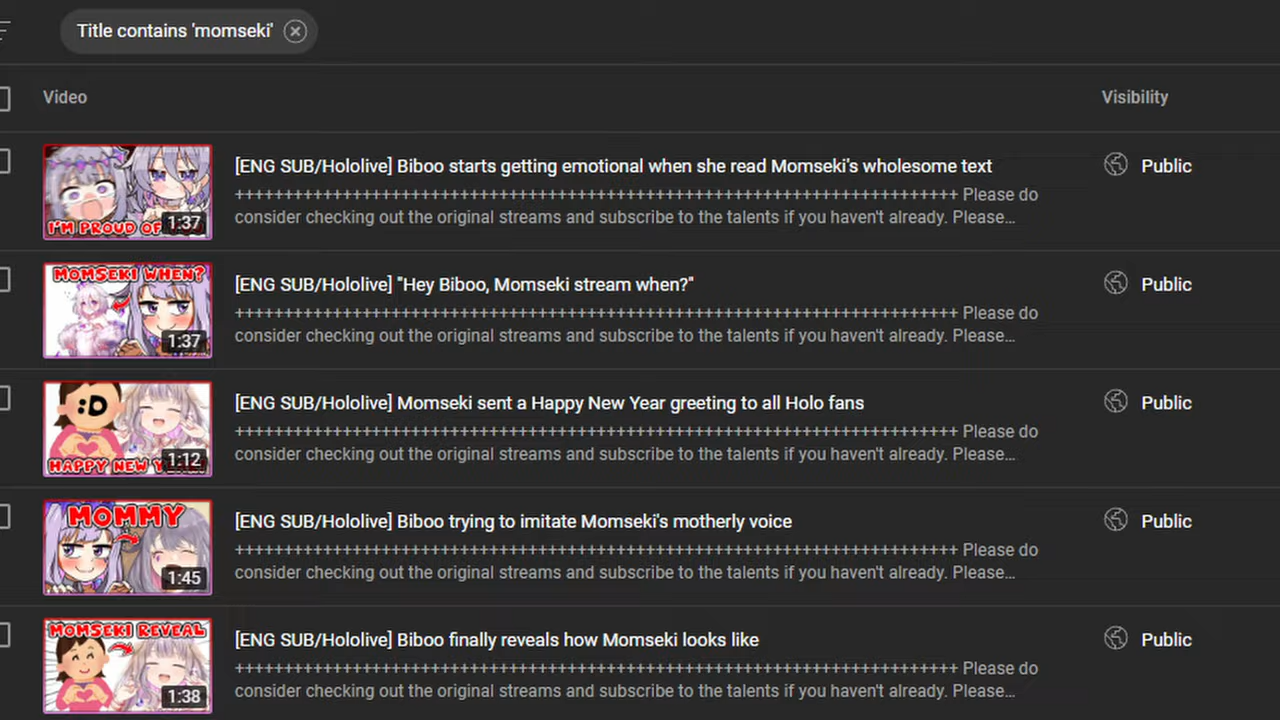 Title contains 'momseki'
Video
Visibility
I'M PROUD OF
1:37
[ENG SUB/Hololive] Biboo starts getting emotional when she read Momseki's wholesome text
Public
+++++++++++++++++++++++++++++++++++++++++++++++++++++++++++++++++++++++++ Please do
consider checking out the original streams and subscribe to the talents if you haven't already. Please...
MOMSEKI WHEN?
1:37
[ENG SUB/Hololive] "Hey Biboo, Momseki stream when?"
Public
+++++++++++++++++++++++++++++++++++++++++++++++++++++++++++++++++++++++++ Please do
consider checking out the original streams and subscribe to the talents if you haven't already. Please...
:D
HAPPY NEW
1:12
[ENG SUB/Hololive] Momseki sent a Happy New Year greeting to all Holo fans
Public
+++++++++++++++++++++++++++++++++++++++++++++++++++++++++++++++++++++++++ Please do
consider checking out the original streams and subscribe to the talents if you haven't already. Please...
MOMMY
1:45
[ENG SUB/Hololive] Biboo trying to imitate Momseki's motherly voice
Public
+++++++++++++++++++++++++++++++++++++++++++++++++++++++++++++++++++++++++ Please do
consider checking out the original streams and subscribe to the talents if you haven't already. Please...
MOMSEKI REVEAL
1:38
[ENG SUB/Hololive] Biboo finally reveals how Momseki looks like
Public
+++++++++++++++++++++++++++++++++++++++++++++++++++++++++++++++++++++++++ Please do
consider checking out the original streams and subscribe to the talents if you haven't already. Please...